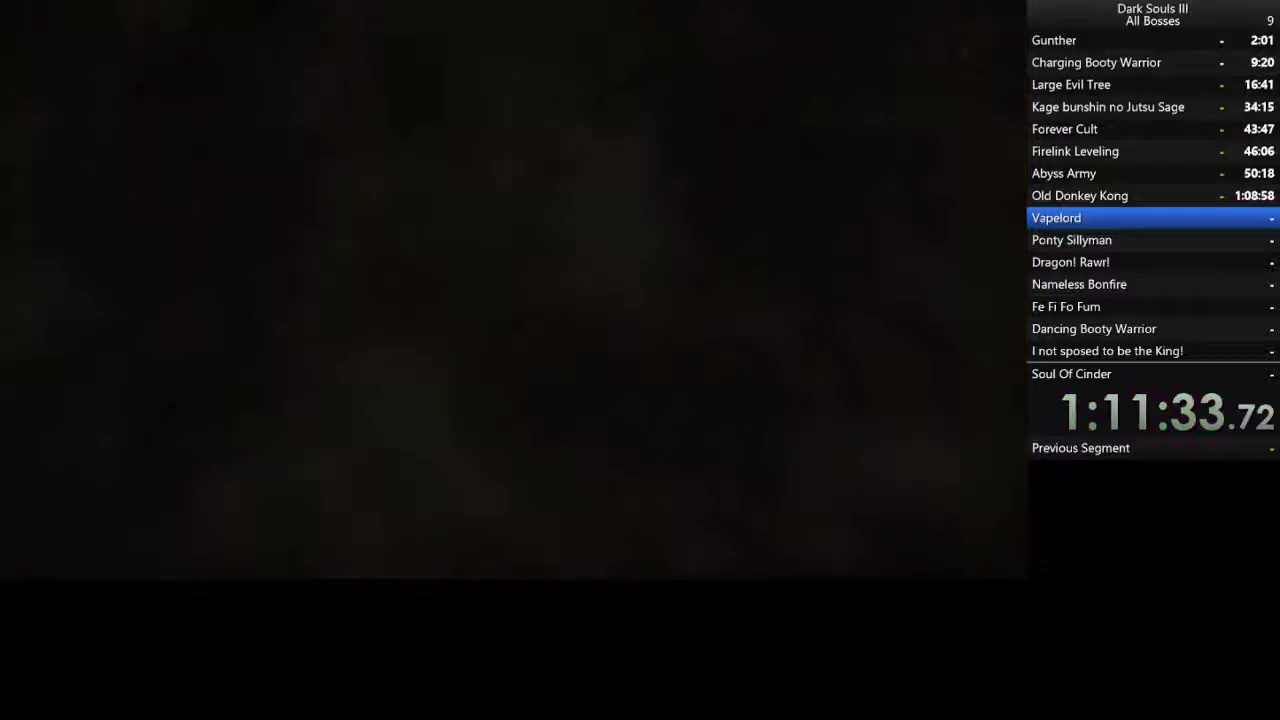 Dark Souls III
All Bosses 9
Gunther - 2:01
Charging Booty Warrior - 9:20
Large Evil Tree - 16:41
Kage bunshin no Jutsu Sage - 34:15
Forever Cult - 43:47
Firelink Leveling - 46:06
Abyss Army - 50:18
Old Donkey Kong - 1:08:58
Vapelord -
Ponty Sillyman -
Dragon! Rawr! -
Nameless Bonfire -
Fe Fi Fo Fum -
Dancing Booty Warrior -
I not sposed to be the King! -
Soul Of Cinder -
1:11:33.72
Previous Segment -